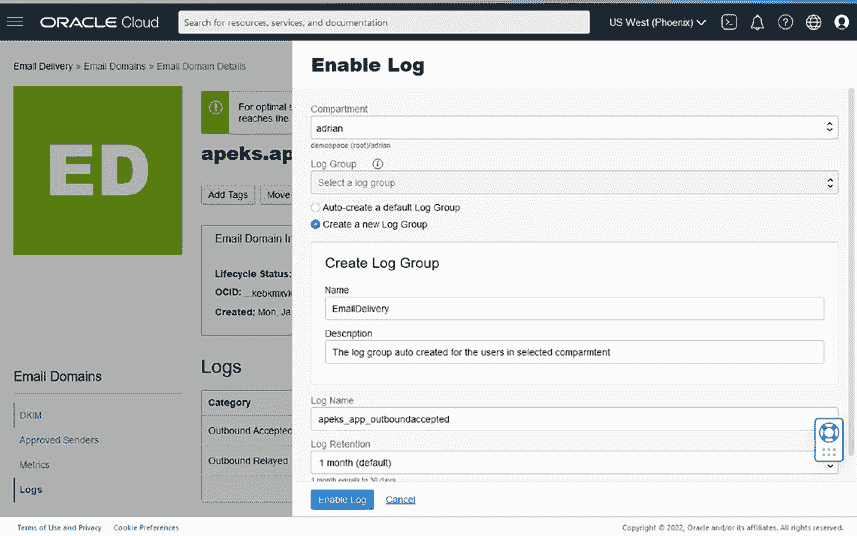 ORACLE Cloud
Search for resources, services, and documentation
US West (Phoenix)
Email Delivery » Email Domains » Email Domain Details
ED
For optimal s
reaches the
apeks.ap
Add Tags
Move
Email Domain In
Lifecycle Status:
OCID: ...kebkmxvk
Created: Mon, Ja
Email Domains
DKIM
Approved Senders
Metrics
Logs
Logs
Category
Outbound Accepted
Outbound Relayed
Enable Log
Compartment
adrian
demospace (root)/adrian
Log Group
Select a log group
Auto-create a default Log Group
Create a new Log Group
Create Log Group
Name
EmailDelivery
Description
The log group auto created for the users in selected comparmtent
Log Name
apeks_app_outboundaccepted
Log Retention
1 month (default)
1 month equals to 30 days
Enable Log
Cancel
Terms of Use and Privacy
Cookie Preferences
Copyright © 2022, Oracle and/or its affiliates. All rights reserved.